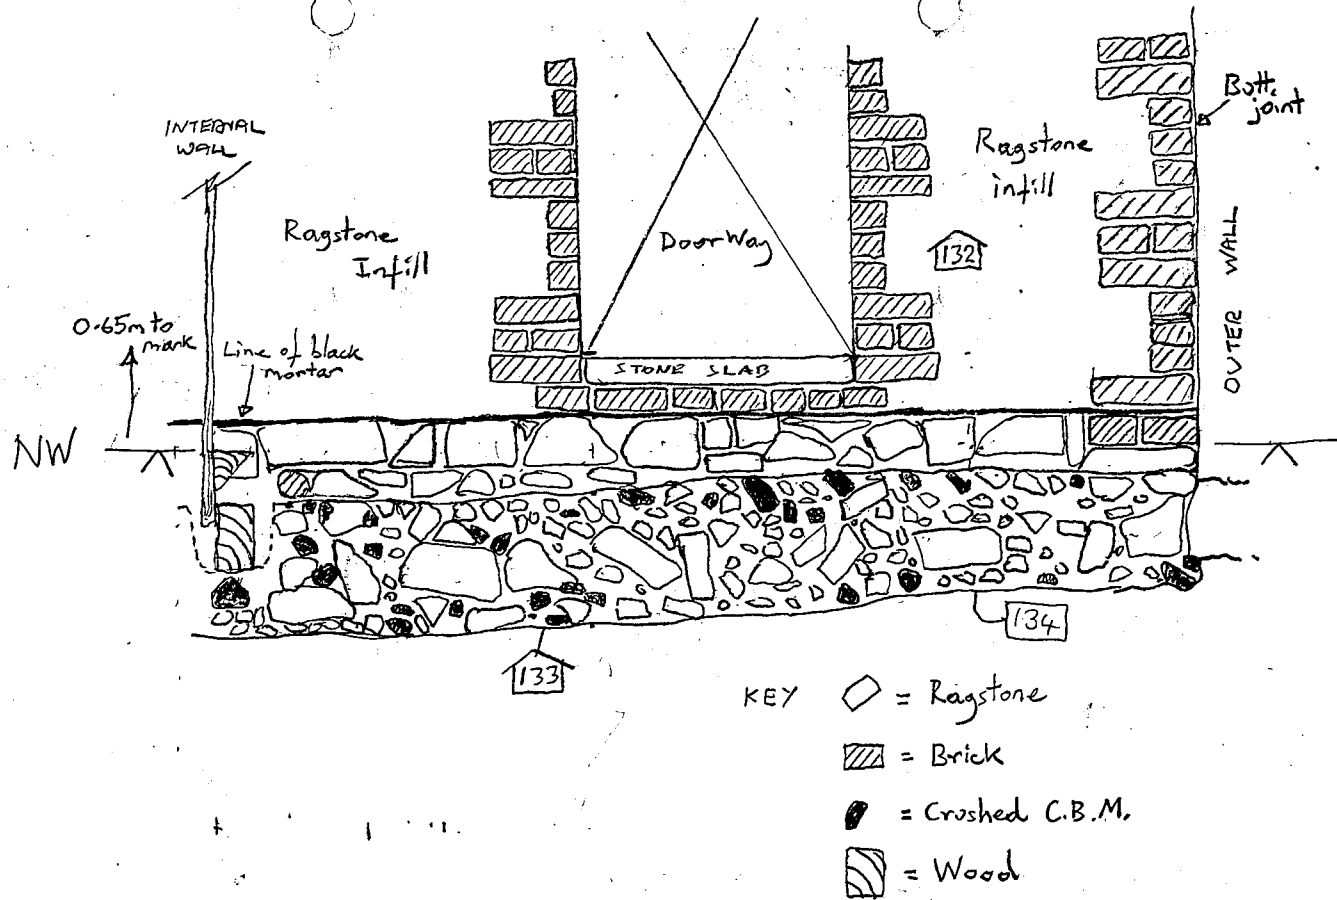 INTERNAL
WALL
Butt
joint
Ragstone
infill
Ragstone
Infill
DoorWay
132
OUTER WALL
0.65m to
mark
Line of black
mortar
STONE SLAB
NW
134
133
KEY
= Ragstone
= Brick
= Crushed C.B.M.
= Wood